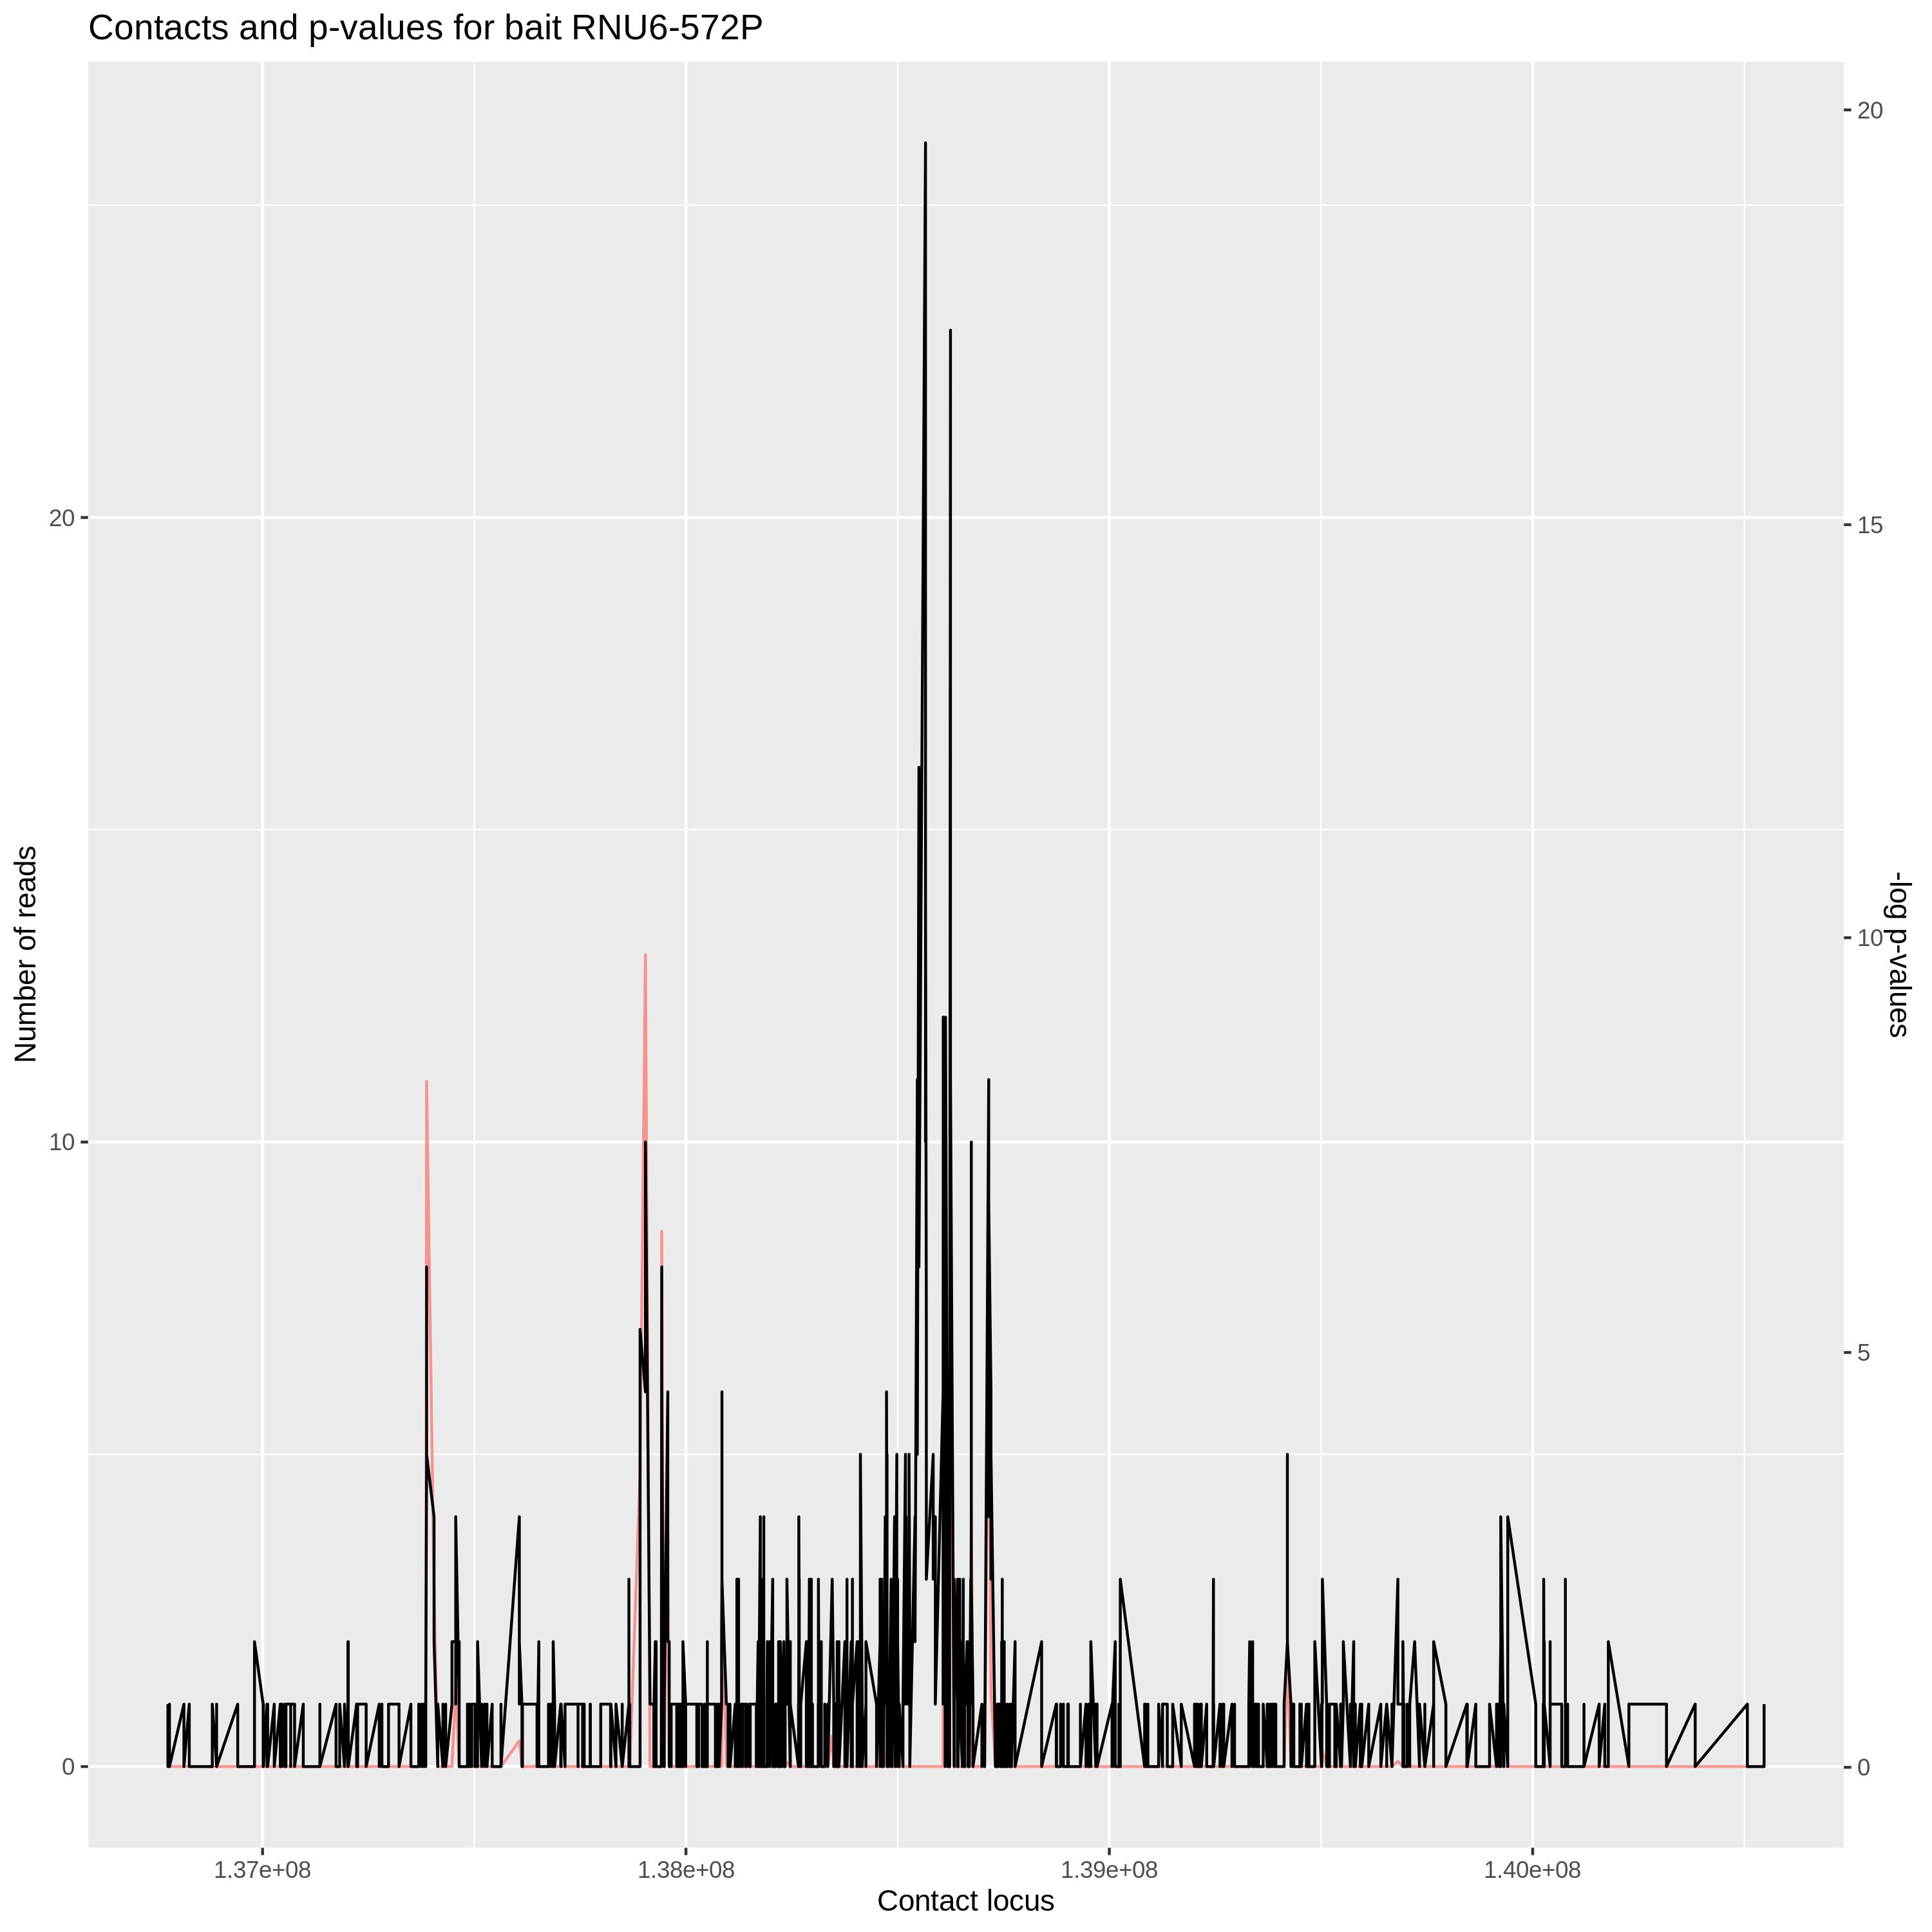 Contacts and p-values for bait RNU6-572P
20
20
15
Number of reads
-log p-values
10
10
5
0
0
1.37e+08 1.38e+08 1.39e+08 1.40e+08
Contact locus